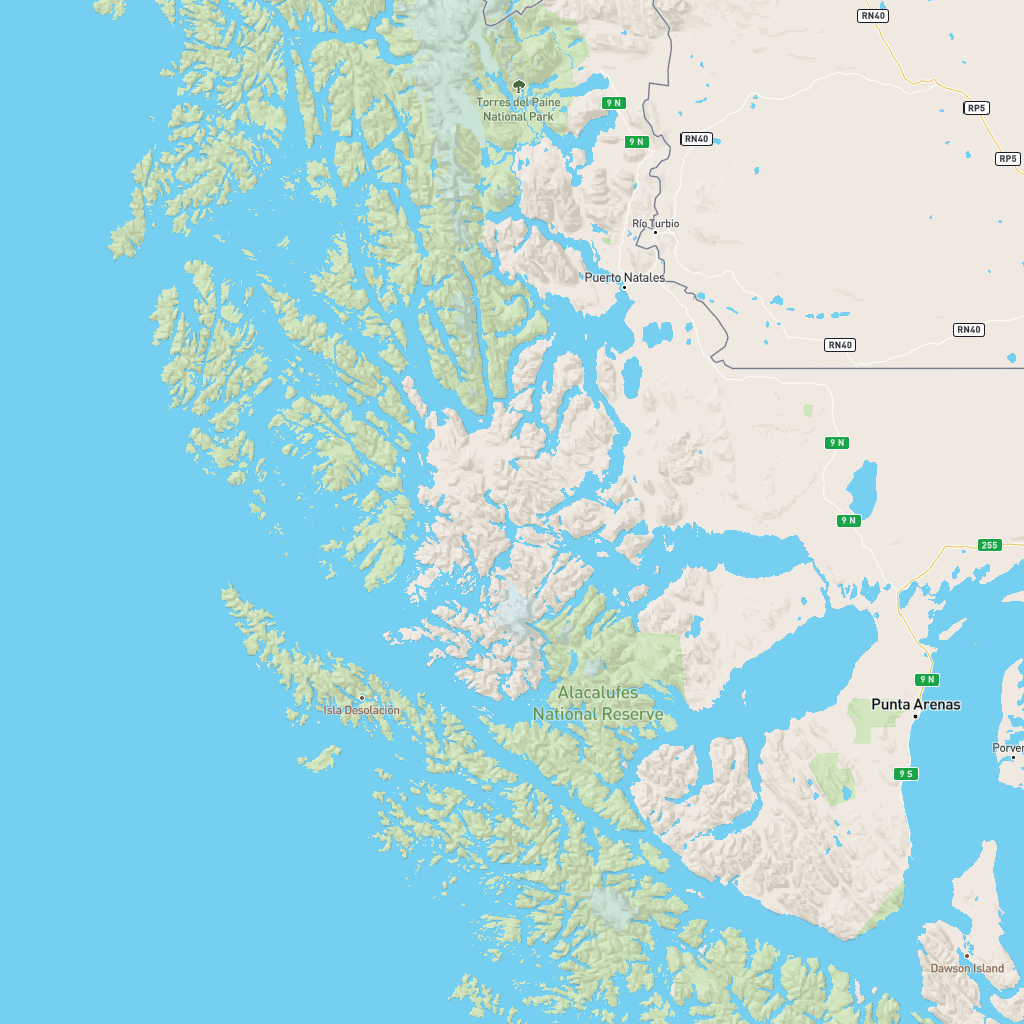 RN40
Torres del Paine
National Park
9 N
RP5
9 N
RN40
RP5
Río Turbio
Puerto Natales
RN40
RN40
9 N
9 N
255
9 N
Alacalufes
National Reserve
Isla Desolación
Punta Arenas
Porven
9 S
Dawson Island